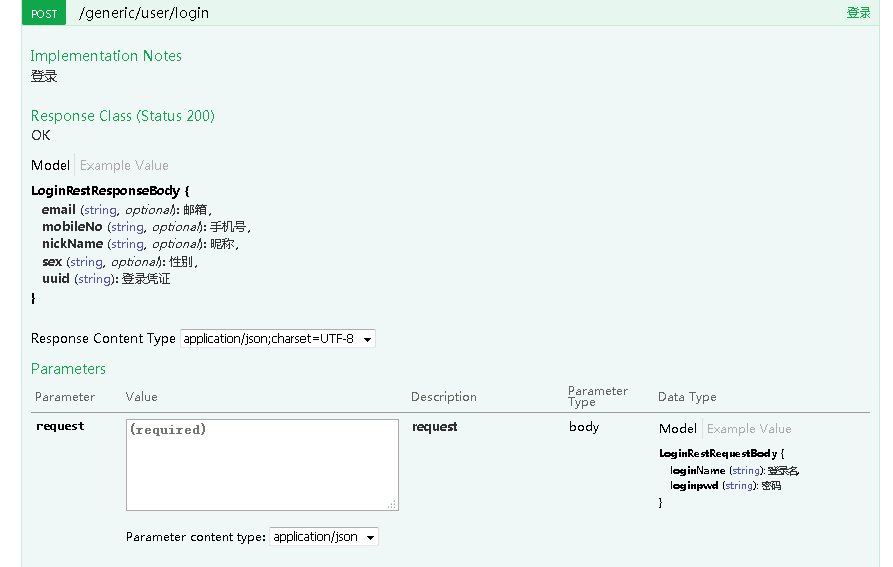 POST /generic/user/login 登录
Implementation Notes
登录
Response Class (Status 200)
OK
Model Example Value
LoginRestResponseBody {
email (string, optional): 邮箱,
mobileNo (string, optional): 手机号,
nickName (string, optional): 昵称,
sex (string, optional): 性别,
uuid (string): 登录凭证
}
Response Content Type application/json;charset=UTF-8
Parameters
Parameter Value Description Parameter Type Data Type
request (required) request body Model Example Value
LoginRestRequestBody {
loginName (string): 登录名,
loginpwd (string): 密码
}
Parameter content type: application/json